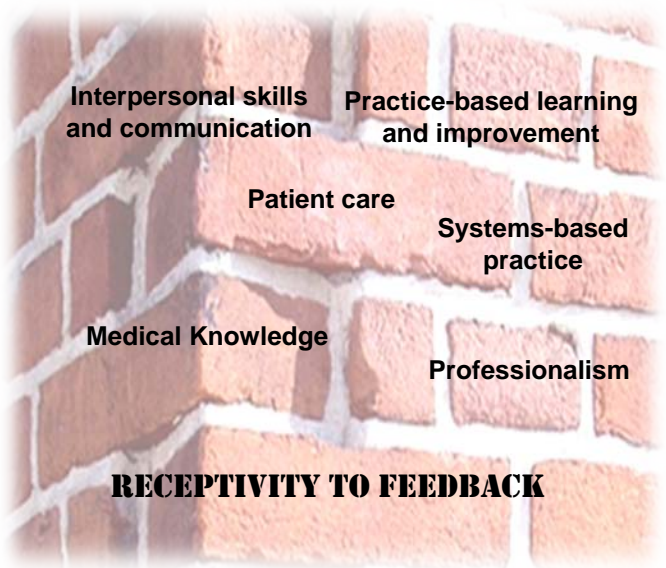 Interpersonal skills
and communication
Practice-based learning
and improvement
Patient care
Systems-based
practice
Medical Knowledge
Professionalism
RECEPTIVITY TO FEEDBACK